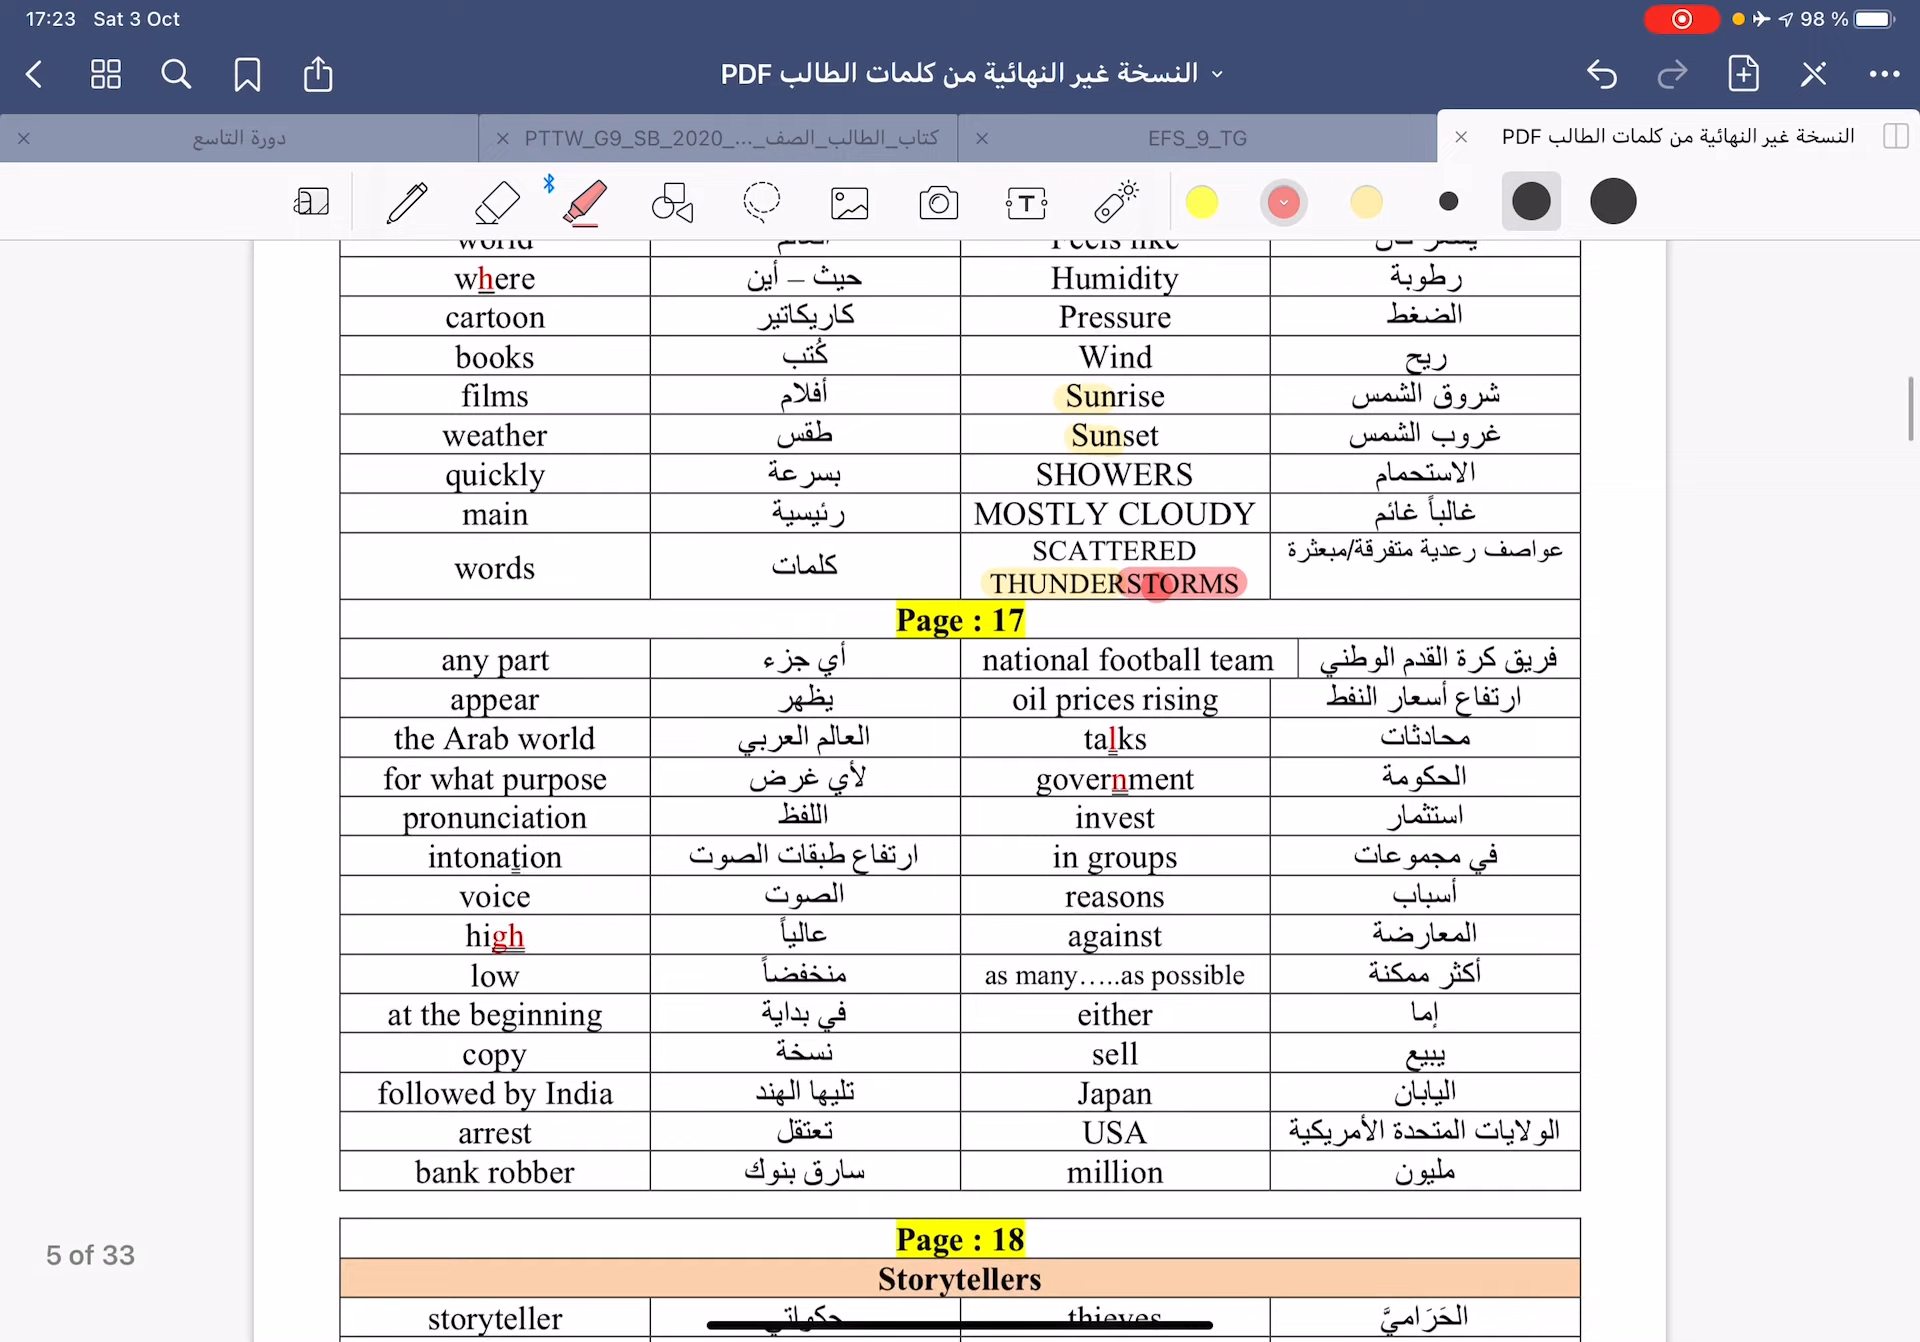 17:23 Sat 3 Oct
98 %
النسخة غير النهائية من كلمات الطالب PDF
دورة التاسع
PTTW_G9_SB_2020_...كتاب_الطالب_الصف_
EFS_9_TG
النسخة غير النهائية من كلمات الطالب PDF
where حيث – أين Humidity رطوبة
cartoon كاريكاتير Pressure الضغط
books كُتب Wind ريح
films أفلام Sunrise شروق الشمس
weather طقس Sunset غروب الشمس
quickly بسرعة SHOWERS الاستحمام
main رئيسية MOSTLY CLOUDY غالباً غائم
words كلمات SCATTERED THUNDERSTORMS عواصف رعدية متفرقة/مبعثرة
Page : 17
any part أي جزء national football team فريق كرة القدم الوطني
appear يظهر oil prices rising ارتفاع أسعار النفط
the Arab world العالم العربي talks محادثات
for what purpose لأي غرض government الحكومة
pronunciation اللفظ invest استثمار
intonation ارتفاع طبقات الصوت in groups في مجموعات
voice الصوت reasons أسباب
high عالياً against المعارضة
low منخفضاً as many…..as possible أكثر ممكنة
at the beginning في بداية either إما
copy نسخة sell يبيع
followed by India تليها الهند Japan اليابان
arrest تعتقل USA الولايات المتحدة الأمريكية
bank robber سارق بنوك million مليون
Page : 18
Storytellers
storyteller حكواتي thieves الحَرَاميَّ
5 of 33